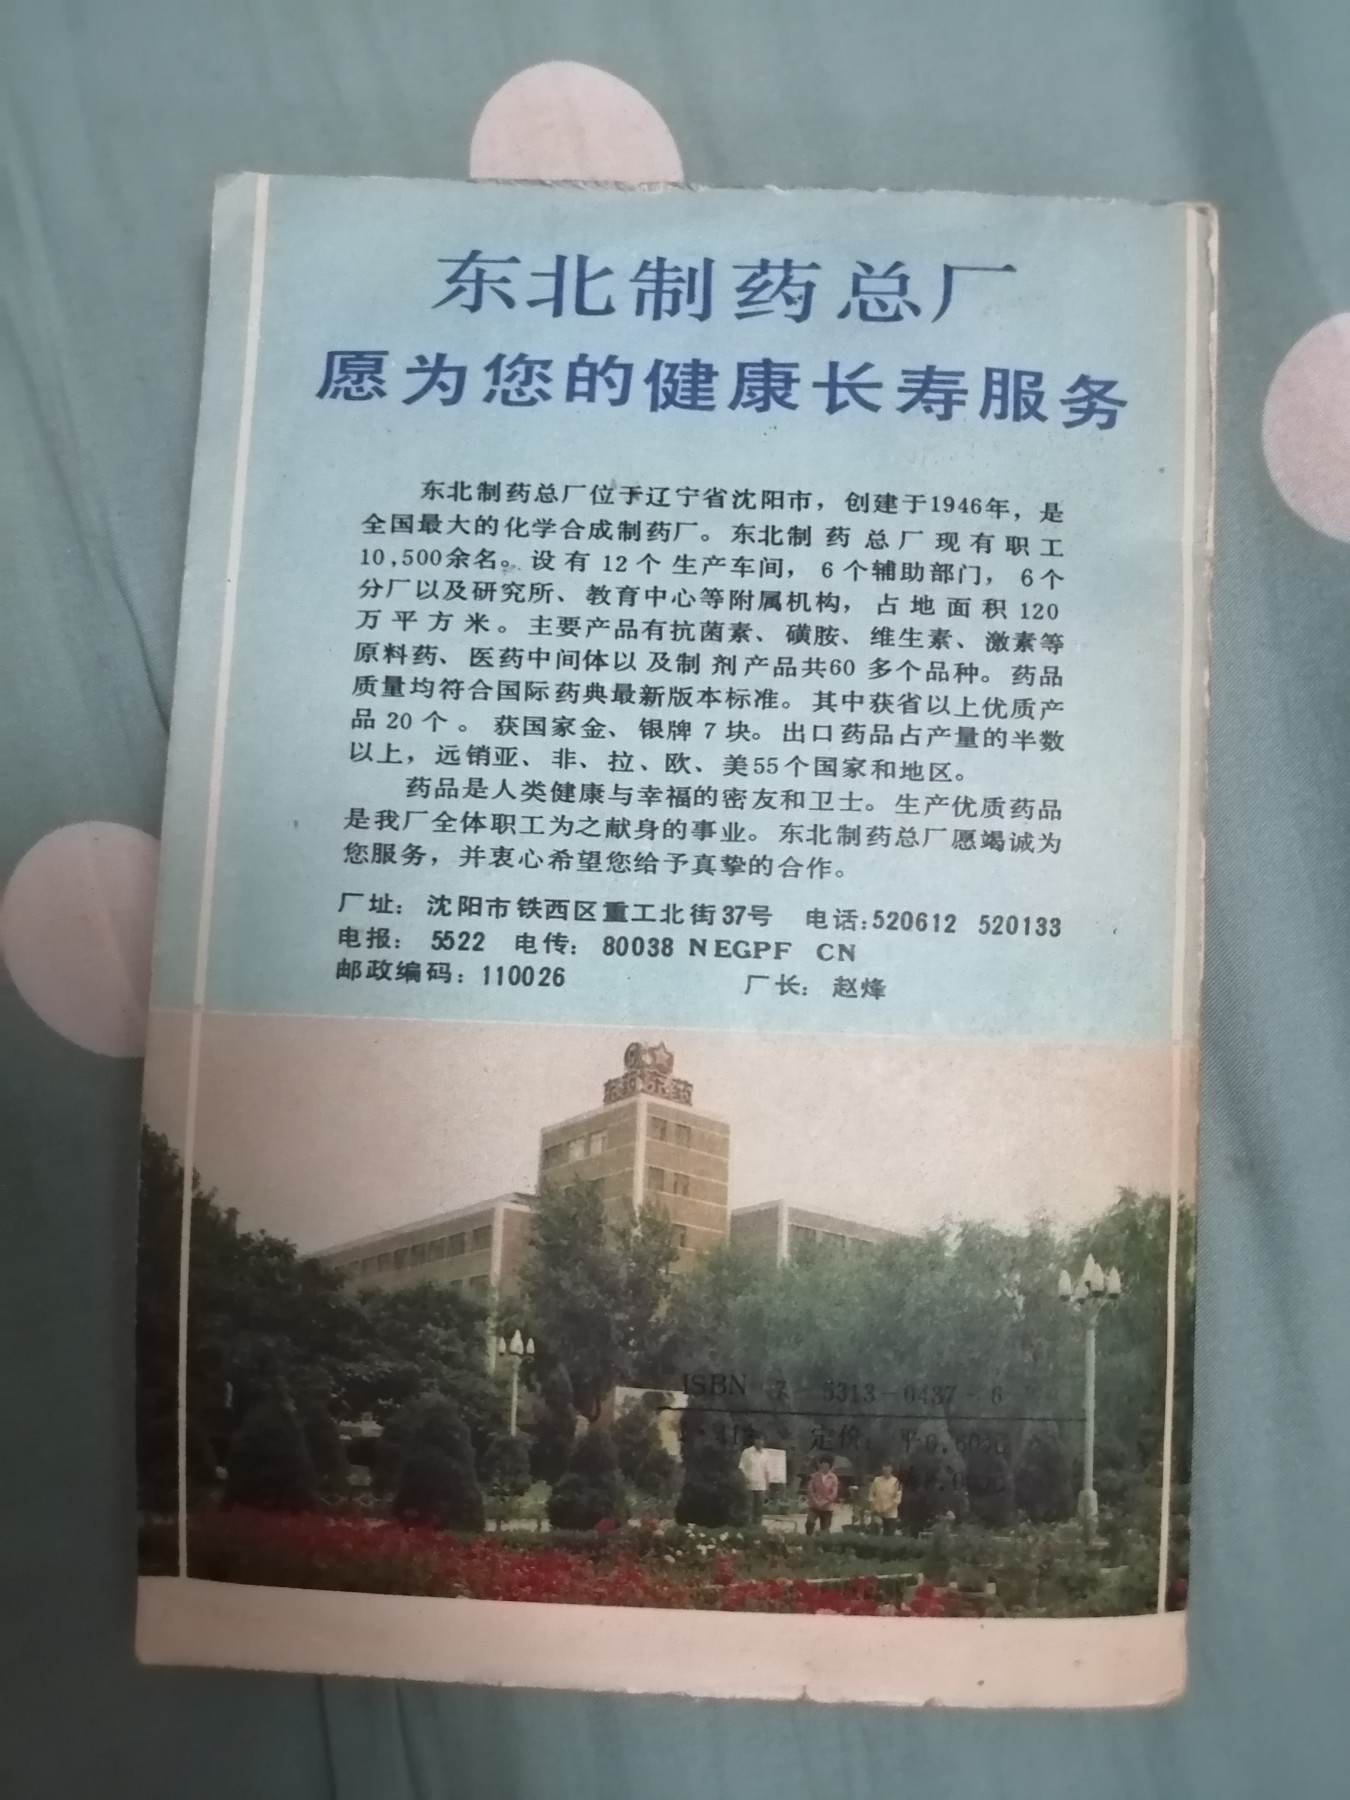 东北制药总厂
愿为您的健康长寿服务
东北制药总厂位于辽宁省沈阳市，创建于1946年，是
全国最大的化学合成制药厂。东北制药总厂现有职工
10,500余名。设有12个生产车间，6个辅助部门，6个
分厂以及研究所、教育中心等附属机构，占地面积120
万平方米。主要产品有抗菌素、磺胺、维生素、激素等
原料药、医药中间体以及制剂产品共60多个品种。药品
质量均符合国际药典最新版本标准。其中获省以上优质产
品20个。获国家金、银牌7块。出口药品占产量的半数
以上，远销亚、非、拉、欧、美55个国家和地区。
药品是人类健康与幸福的密友和卫士。生产优质药品
是我厂全体职工为之献身的事业。东北制药总厂愿竭诚为
您服务，并衷心希望您给予真挚的合作。
厂址：沈阳市铁西区重工北街37号 电话:520612 520133
电报：5522 电传：80038 NEGPF CN
邮政编码：110026 厂长：赵烽
东药 东药
ISBN 7-5313-0437-6
定价：